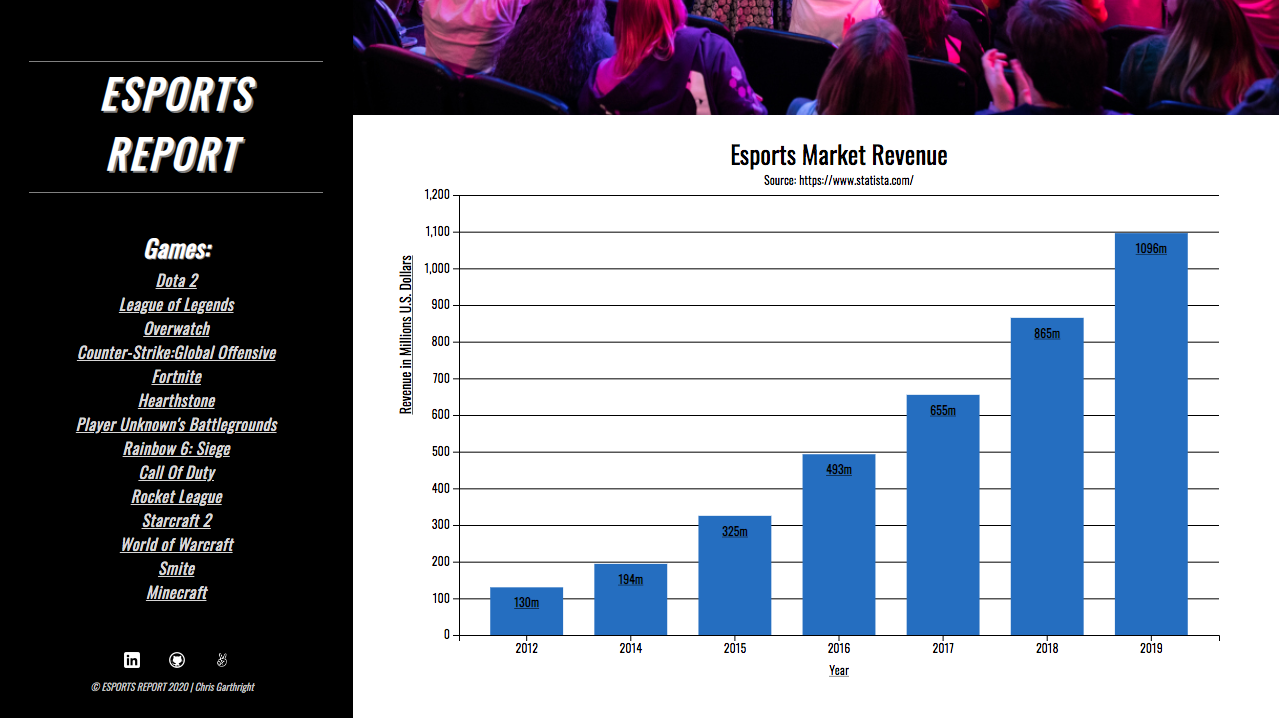 ESPORTS
REPORT
Games:
Dota 2
League of Legends
Overwatch
Counter-Strike:Global Offensive
Fortnite
Hearthstone
Player Unknown's Battlegrounds
Rainbow 6: Siege
Call Of Duty
Rocket League
Starcraft 2
World of Warcraft
Smite
Minecraft
in
© ESPORTS REPORT 2020 | Chris Garthright
Esports Market Revenue
Source: https://www.statista.com/
Revenue in Millions U.S. Dollars
1,200
1,100
1,000
900
800
700
600
500
400
300
200
100
0
130m
194m
325m
493m
655m
865m
1096m
2012
2014
2015
2016
2017
2018
2019
Year